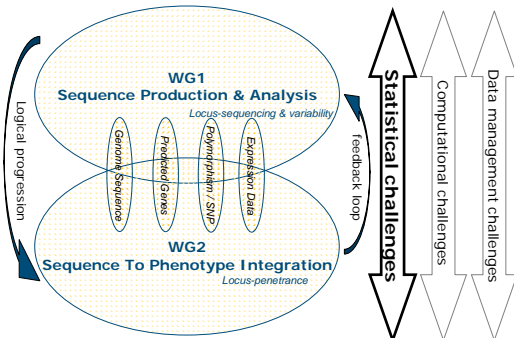 WG1
Sequence Production & Analysis
Locus-sequencing & variability
Logical progression
Genome Sequence
Predicted Genes
Polymorphism / SNP
Expression Data
feedback loop
WG2
Sequence To Phenotype Integration
Locus-penetrance
Statistical challenges
Computational challenges
Data management challenges